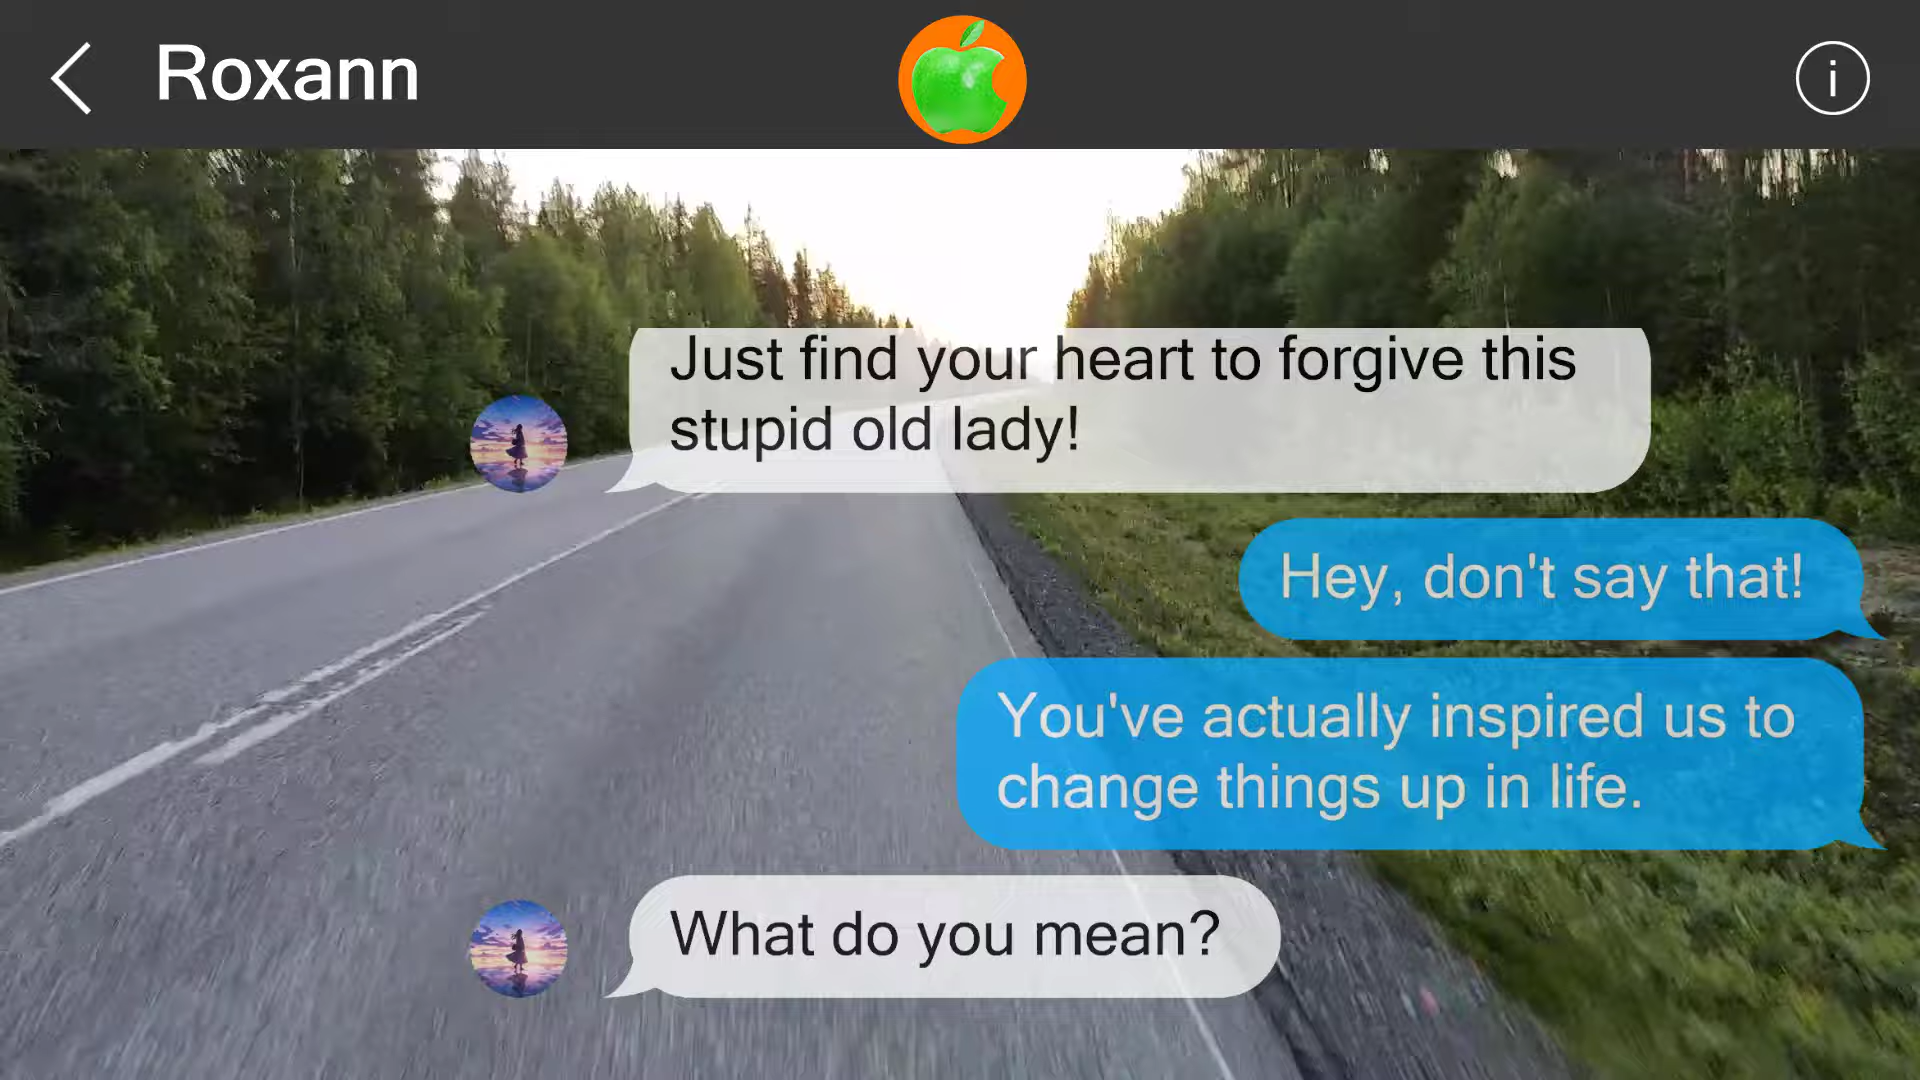 Roxann
i
Just find your heart to forgive this
stupid old lady!
Hey, don't say that!
You've actually inspired us to
change things up in life.
What do you mean?